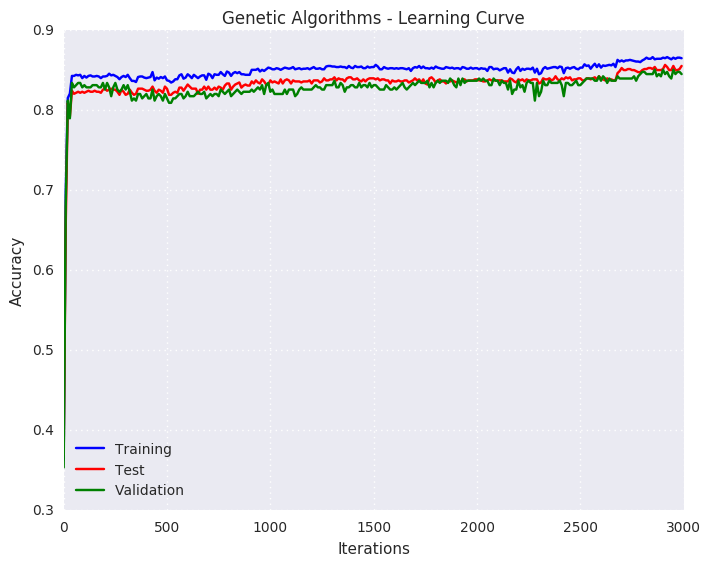 Genetic Algorithms - Learning Curve
0.9
0.8
0.7
0.6
0.5
0.4
0.3
Accuracy
Training
Test
Validation
0 500 1000 1500 2000 2500 3000
Iterations